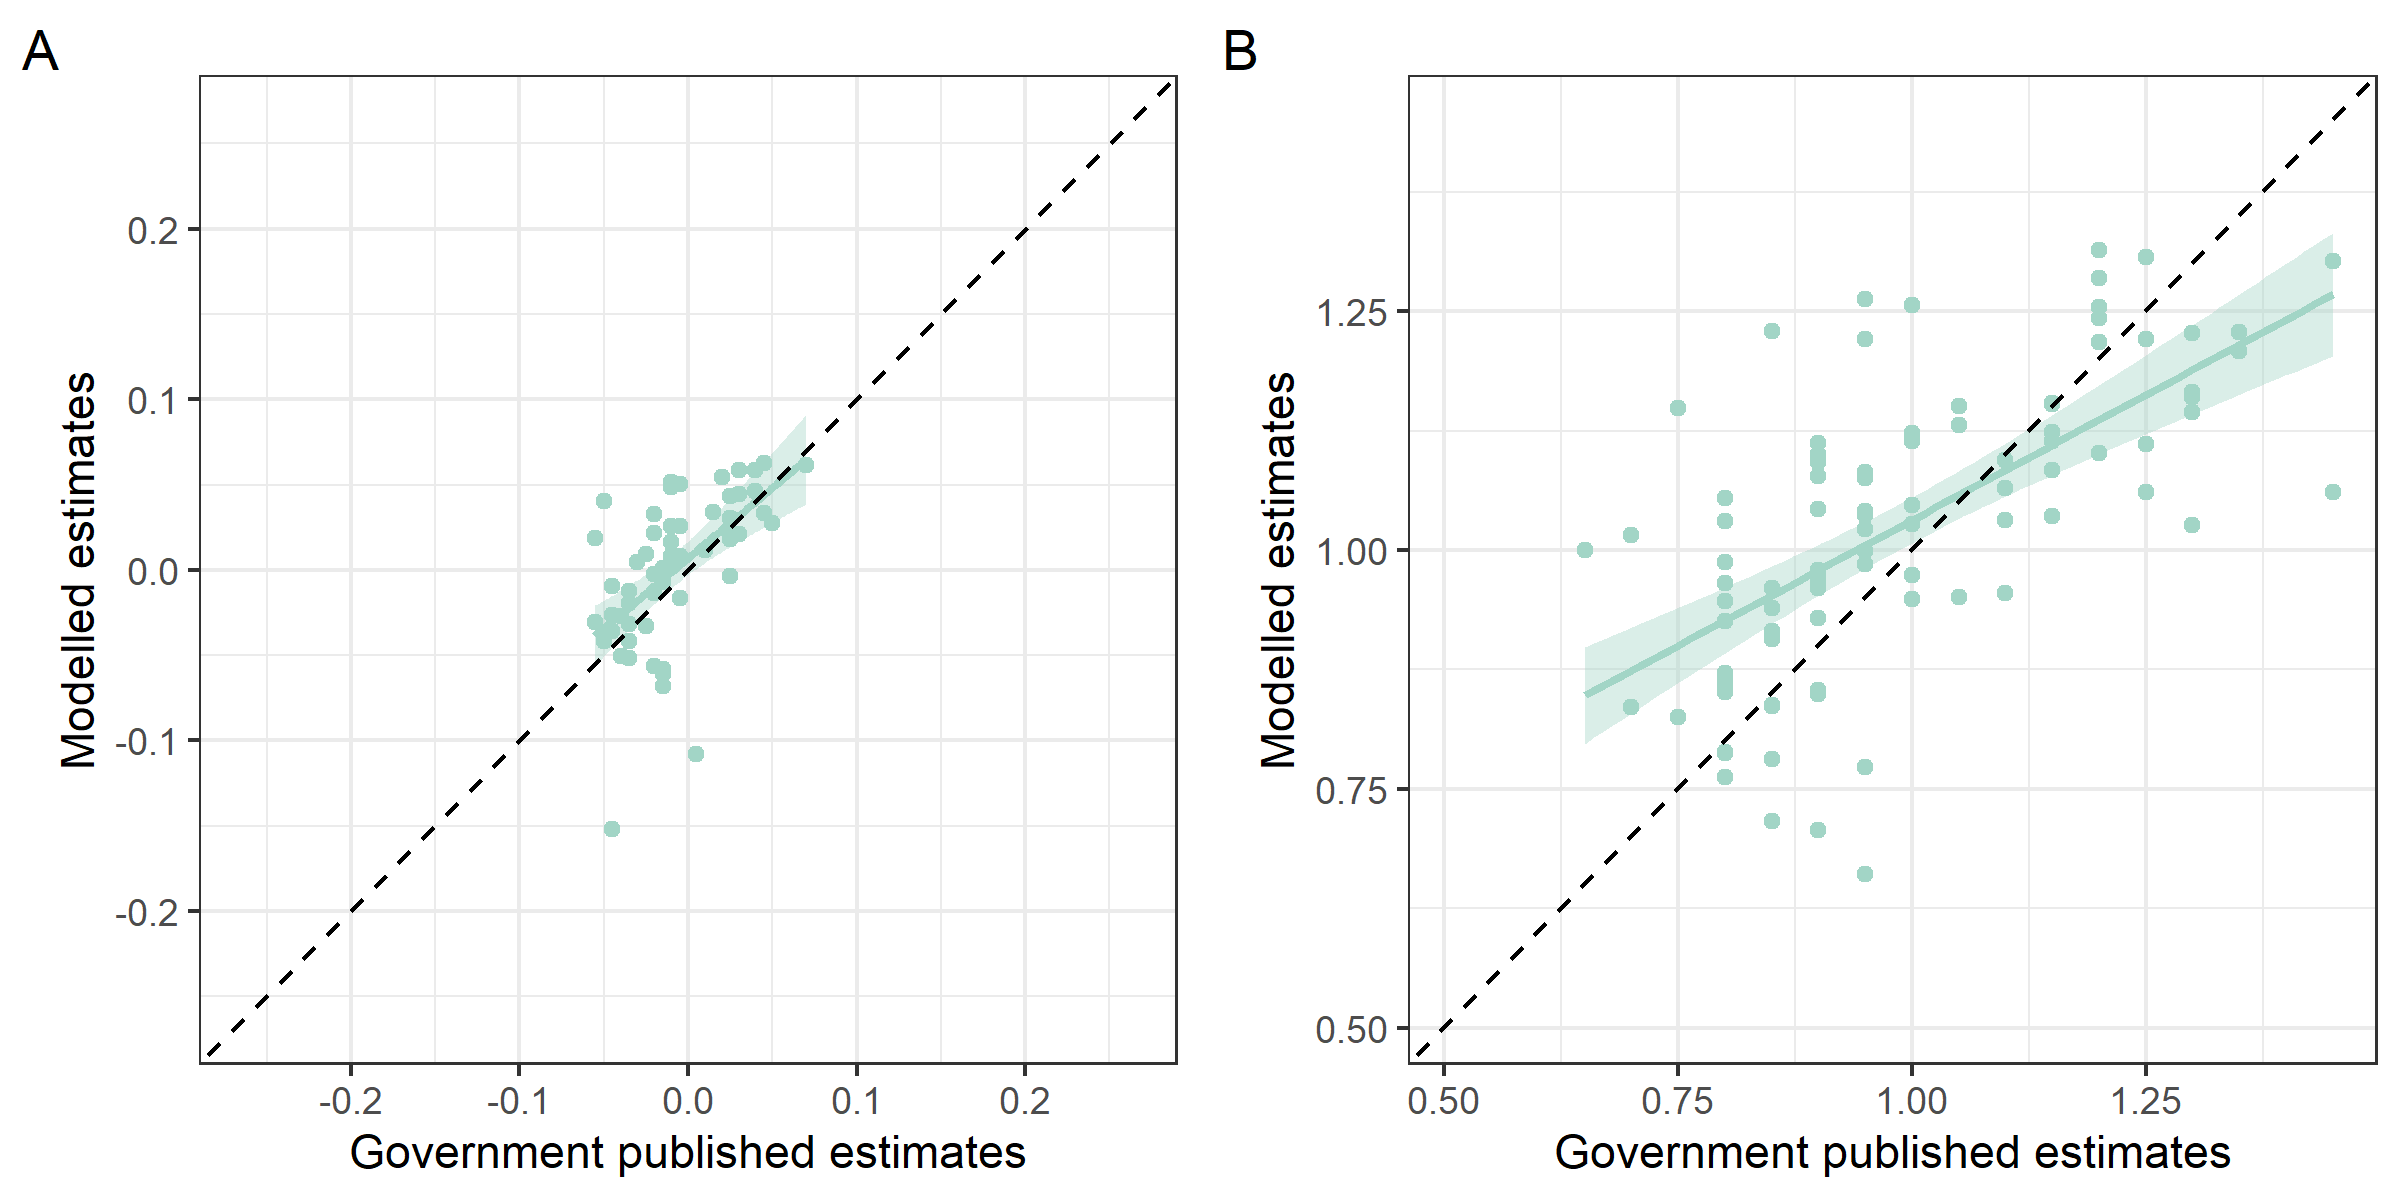 A
Modelled estimates
0.2
0.1
0.0
-0.1
-0.2
-0.2 -0.1 0.0 0.1 0.2
Government published estimates
B
Modelled estimates
1.25
1.00
0.75
0.50
0.50 0.75 1.00 1.25
Government published estimates